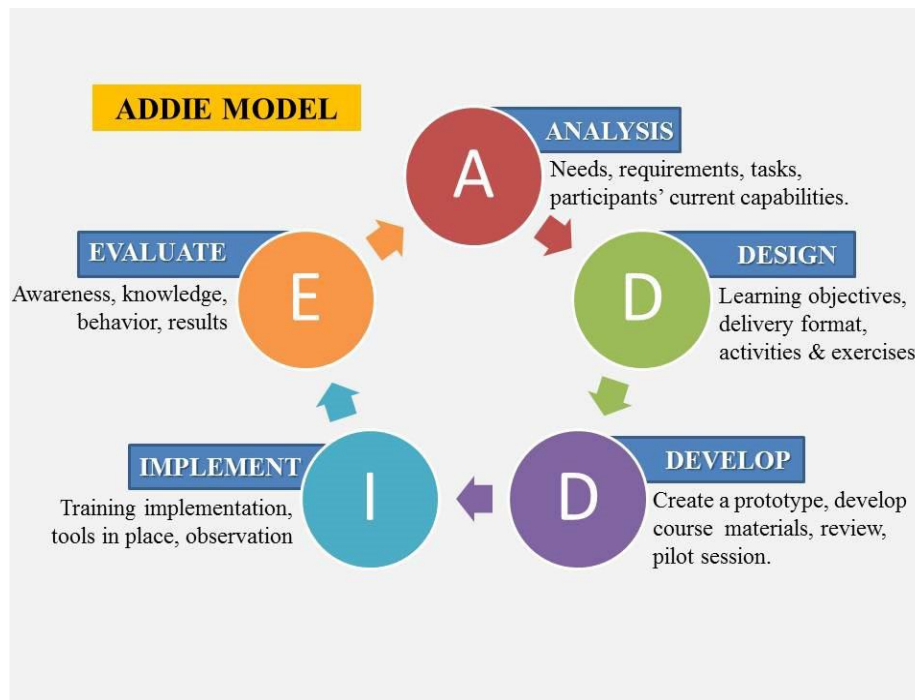 ADDIE MODEL
A
ANALYSIS
Needs, requirements, tasks,
participants’ current capabilities.
D
DESIGN
Learning objectives,
delivery format,
activities & exercises
D
DEVELOP
Create a prototype, develop
course materials, review,
pilot session.
I
IMPLEMENT
Training implementation,
tools in place, observation
E
EVALUATE
Awareness, knowledge,
behavior, results